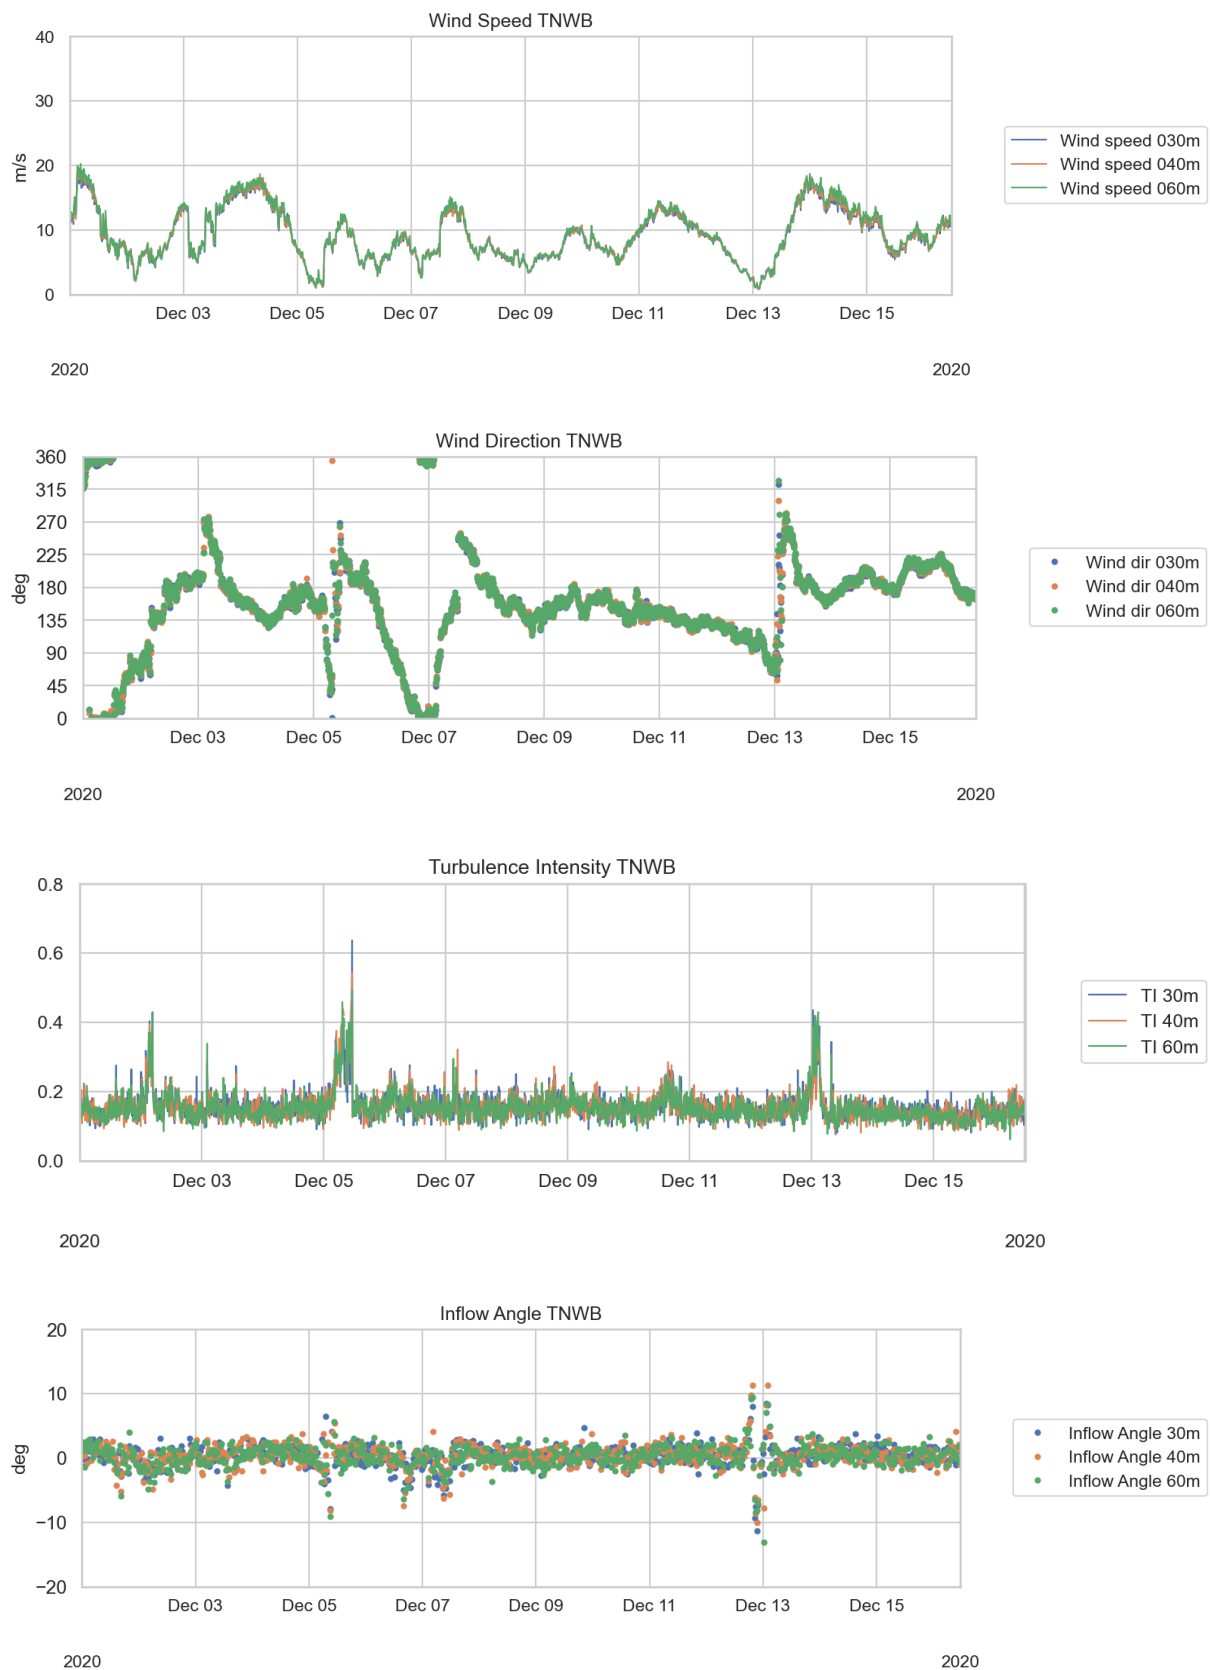 Wind Speed TNWB
40
30
20
10
0
m/s
Dec 03 Dec 05 Dec 07 Dec 09 Dec 11 Dec 13 Dec 15
2020 2020
Wind speed 030m
Wind speed 040m
Wind speed 060m
Wind Direction TNWB
360
315
270
225
180
135
90
45
0
deg
Dec 03 Dec 05 Dec 07 Dec 09 Dec 11 Dec 13 Dec 15
2020 2020
Wind dir 030m
Wind dir 040m
Wind dir 060m
Turbulence Intensity TNWB
0.8
0.6
0.4
0.2
0.0
Dec 03 Dec 05 Dec 07 Dec 09 Dec 11 Dec 13 Dec 15
2020 2020
TI 30m
TI 40m
TI 60m
Inflow Angle TNWB
20
10
0
−10
−20
deg
Dec 03 Dec 05 Dec 07 Dec 09 Dec 11 Dec 13 Dec 15
2020 2020
Inflow Angle 30m
Inflow Angle 40m
Inflow Angle 60m